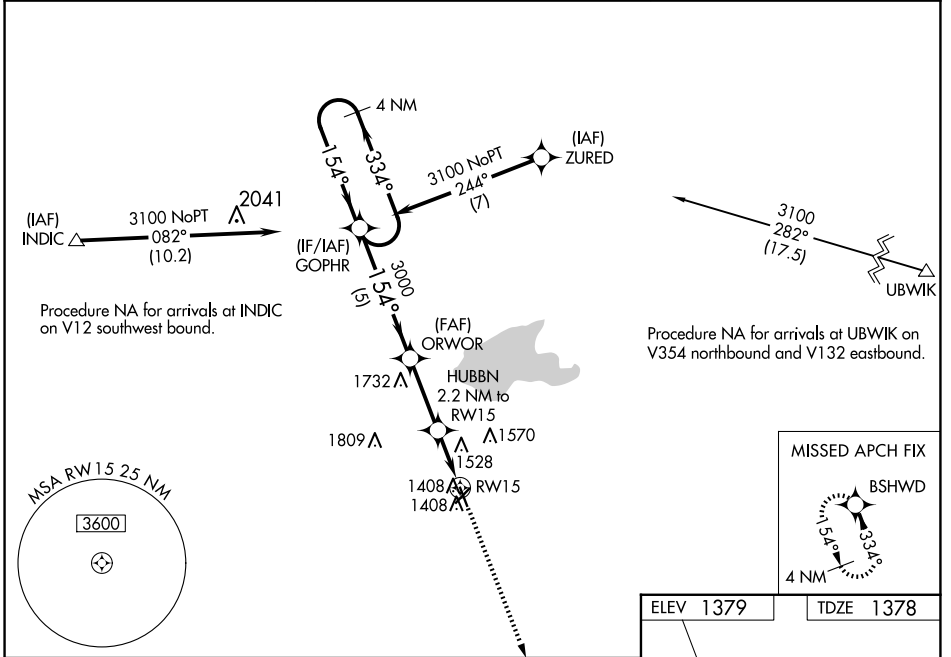 4 NM
154°
334°
(IAF)
ZURED
3100 NoPT
244°
(7)
2041
(IAF)
INDIC
3100 NoPT
082°
(10.2)
(IF/IAF)
GOPHR
3100
282°
(17.5)
UBWIK
3000
154°
(5)
Procedure NA for arrivals at INDIC
on V12 southwest bound.
Procedure NA for arrivals at UBWIK on
V354 northbound and V132 eastbound.
(FAF)
ORWOR
1732
HUBBN
2.2 NM to
RW15
1809
1570
1528
1408
RW15
1408
MSA RW15 25 NM
3600
MISSED APCH FIX
BSHWD
154°
334°
4 NM
ELEV 1379
TDZE 1378